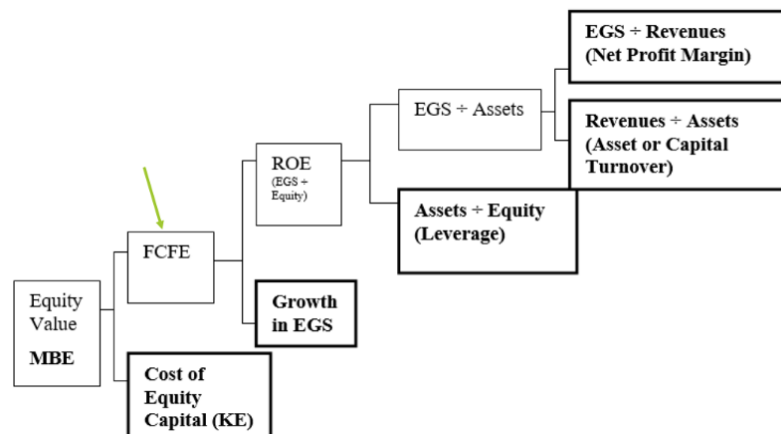 EGS ÷ Revenues
(Net Profit Margin)
EGS ÷ Assets
Revenues ÷ Assets
(Asset or Capital
Turnover)
ROE
(EGS ÷
Equity)
Assets ÷ Equity
(Leverage)
FCFE
Growth
in EGS
Equity
Value
MBE
Cost of
Equity
Capital (KE)